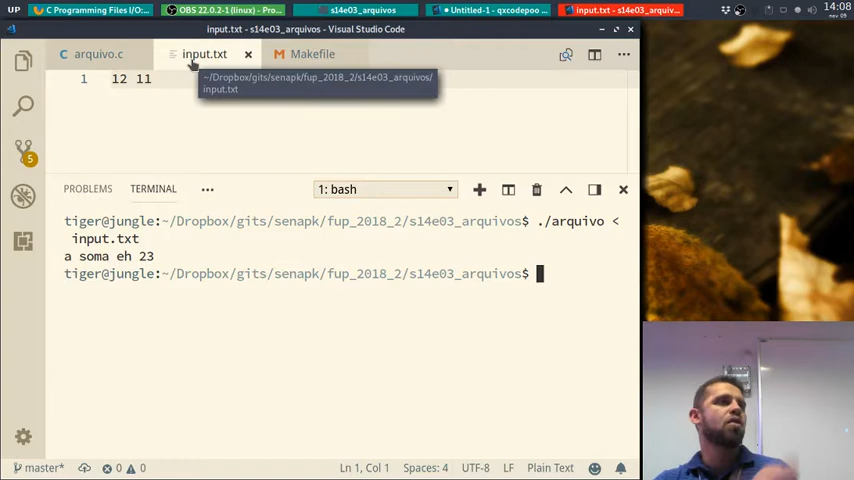 UP
C Programming Files I/O:...
OBS 22.0.2-1 (linux) - Pro...
s14e03_arquivos
● Untitled-1 - qxcodepoo ...
input.txt - s14e03_arquiv...
14:08
nov 09
input.txt - s14e03_arquivos - Visual Studio Code
C arquivo.c
input.txt
Makefile
1 12 11
~/Dropbox/gits/senapk/fup_2018_2/s14e03_arquivos/
input.txt
5
PROBLEMS TERMINAL ...
1: bash
tiger@jungle:~/Dropbox/gits/senapk/fup_2018_2/s14e03_arquivos$ ./arquivo <
input.txt
a soma eh 23
tiger@jungle:~/Dropbox/gits/senapk/fup_2018_2/s14e03_arquivos$
master* 0 0 Ln 1, Col 1 Spaces: 4 UTF-8 LF Plain Text